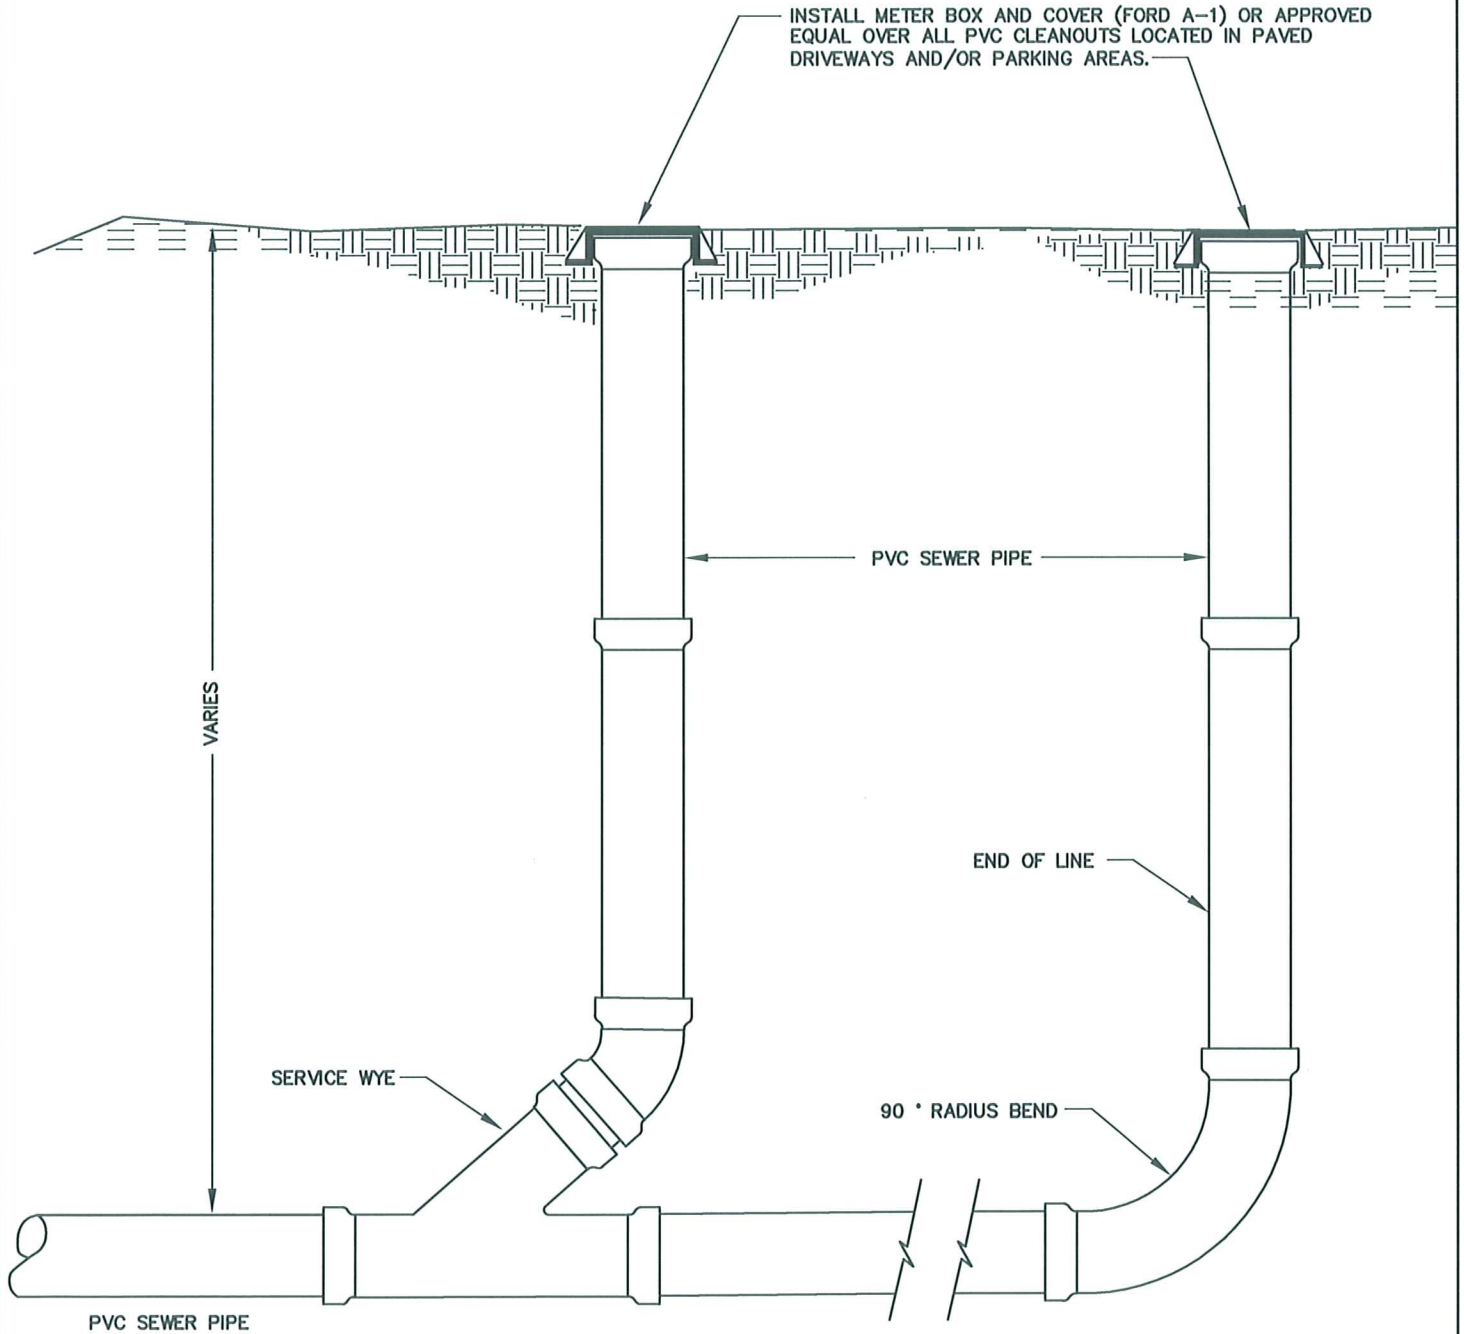 INSTALL METER BOX AND COVER (FORD A-1) OR APPROVED
EQUAL OVER ALL PVC CLEANOUTS LOCATED IN PAVED
DRIVEWAYS AND/OR PARKING AREAS.
PVC SEWER PIPE
VARIES
END OF LINE
SERVICE WYE
90 ° RADIUS BEND
PVC SEWER PIPE